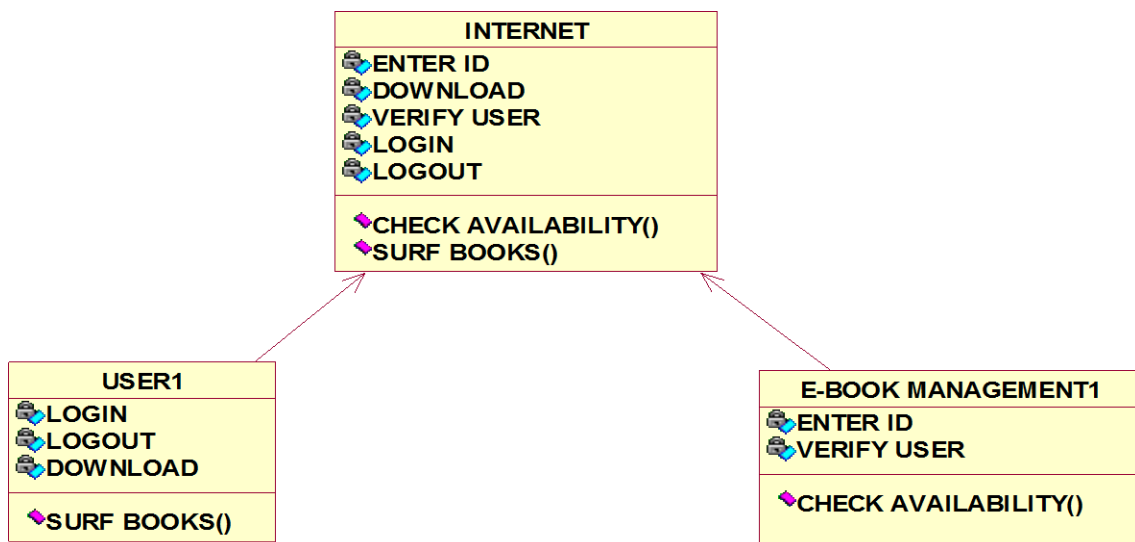 INTERNET
ENTER ID
DOWNLOAD
VERIFY USER
LOGIN
LOGOUT
CHECK AVAILABILITY()
SURF BOOKS()
USER1
LOGIN
LOGOUT
DOWNLOAD
SURF BOOKS()
E-BOOK MANAGEMENT1
ENTER ID
VERIFY USER
CHECK AVAILABILITY()